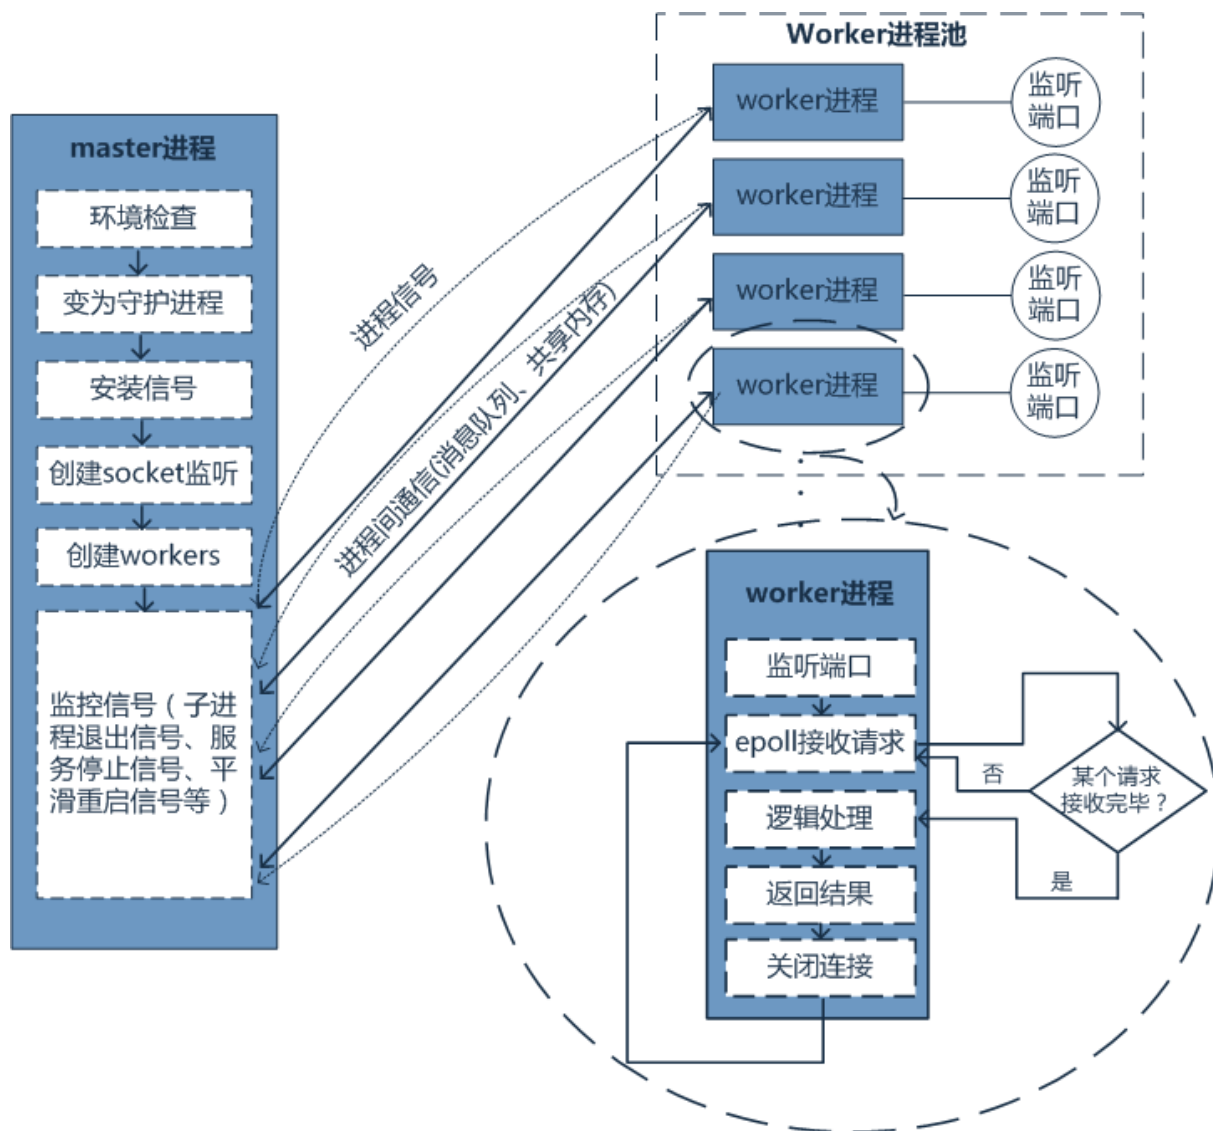 Worker进程池
worker进程
监听
端口
worker进程
监听
端口
worker进程
监听
端口
worker进程
监听
端口
master进程
环境检查
变为守护进程
安装信号
创建socket监听
创建workers
监控信号（子进
程退出信号、服
务停止信号、平
滑重启信号等）
进程信号
进程间通信(消息队列、共享内存)
worker进程
监听端口
epoll接收请求
逻辑处理
返回结果
关闭连接
某个请求
接收完毕？
否
是